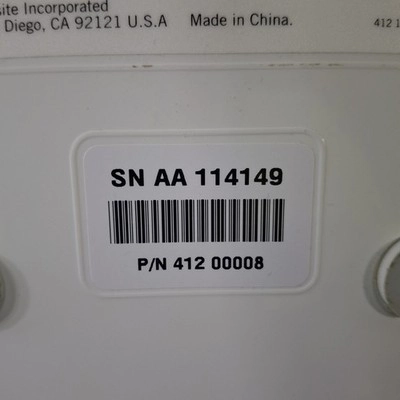 site Incorporated
Diego, CA 92121 U.S.A Made in China. 412 1
SN AA 114149
P/N 412 00008